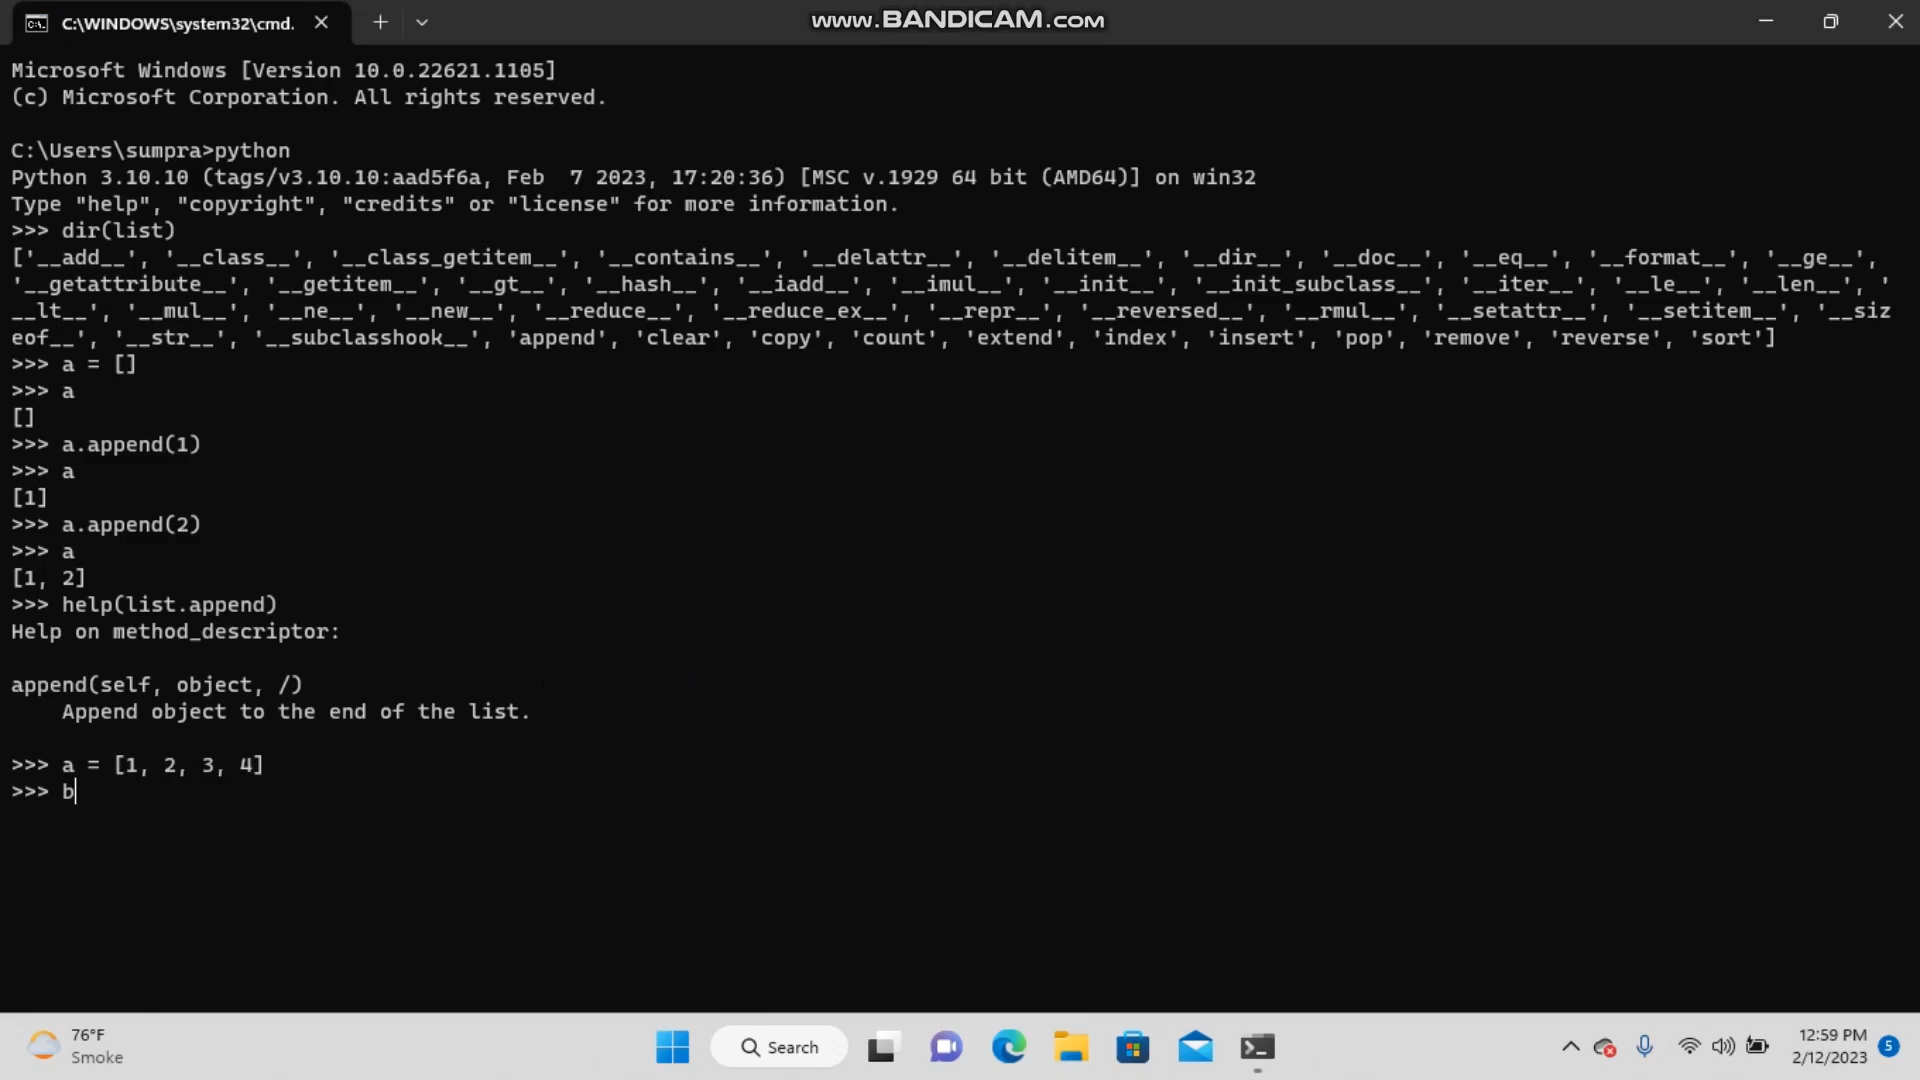 C:\WINDOWS\system32\cmd.
www.BANDICAM.com
Microsoft Windows [Version 10.0.22621.1105]
(c) Microsoft Corporation. All rights reserved.
C:\Users\sumpra>python
Python 3.10.10 (tags/v3.10.10:aad5f6a, Feb  7 2023, 17:20:36) [MSC v.1929 64 bit (AMD64)] on win32
Type "help", "copyright", "credits" or "license" for more information.
>>> dir(list)
['__add__', '__class__', '__class_getitem__', '__contains__', '__delattr__', '__delitem__', '__dir__', '__doc__', '__eq__', '__format__', '__ge__',
'__getattribute__', '__getitem__', '__gt__', '__hash__', '__iadd__', '__imul__', '__init__', '__init_subclass__', '__iter__', '__le__', '__len__', '
__lt__', '__mul__', '__ne__', '__new__', '__reduce__', '__reduce_ex__', '__repr__', '__reversed__', '__rmul__', '__setattr__', '__setitem__', '__siz
eof__', '__str__', '__subclasshook__', 'append', 'clear', 'copy', 'count', 'extend', 'index', 'insert', 'pop', 'remove', 'reverse', 'sort']
>>> a = []
>>> a
[]
>>> a.append(1)
>>> a
[1]
>>> a.append(2)
>>> a
[1, 2]
>>> help(list.append)
Help on method_descriptor:
append(self, object, /)
    Append object to the end of the list.
>>> a = [1, 2, 3, 4]
>>> b
76°F
Smoke
Search
12:59 PM
2/12/2023
5